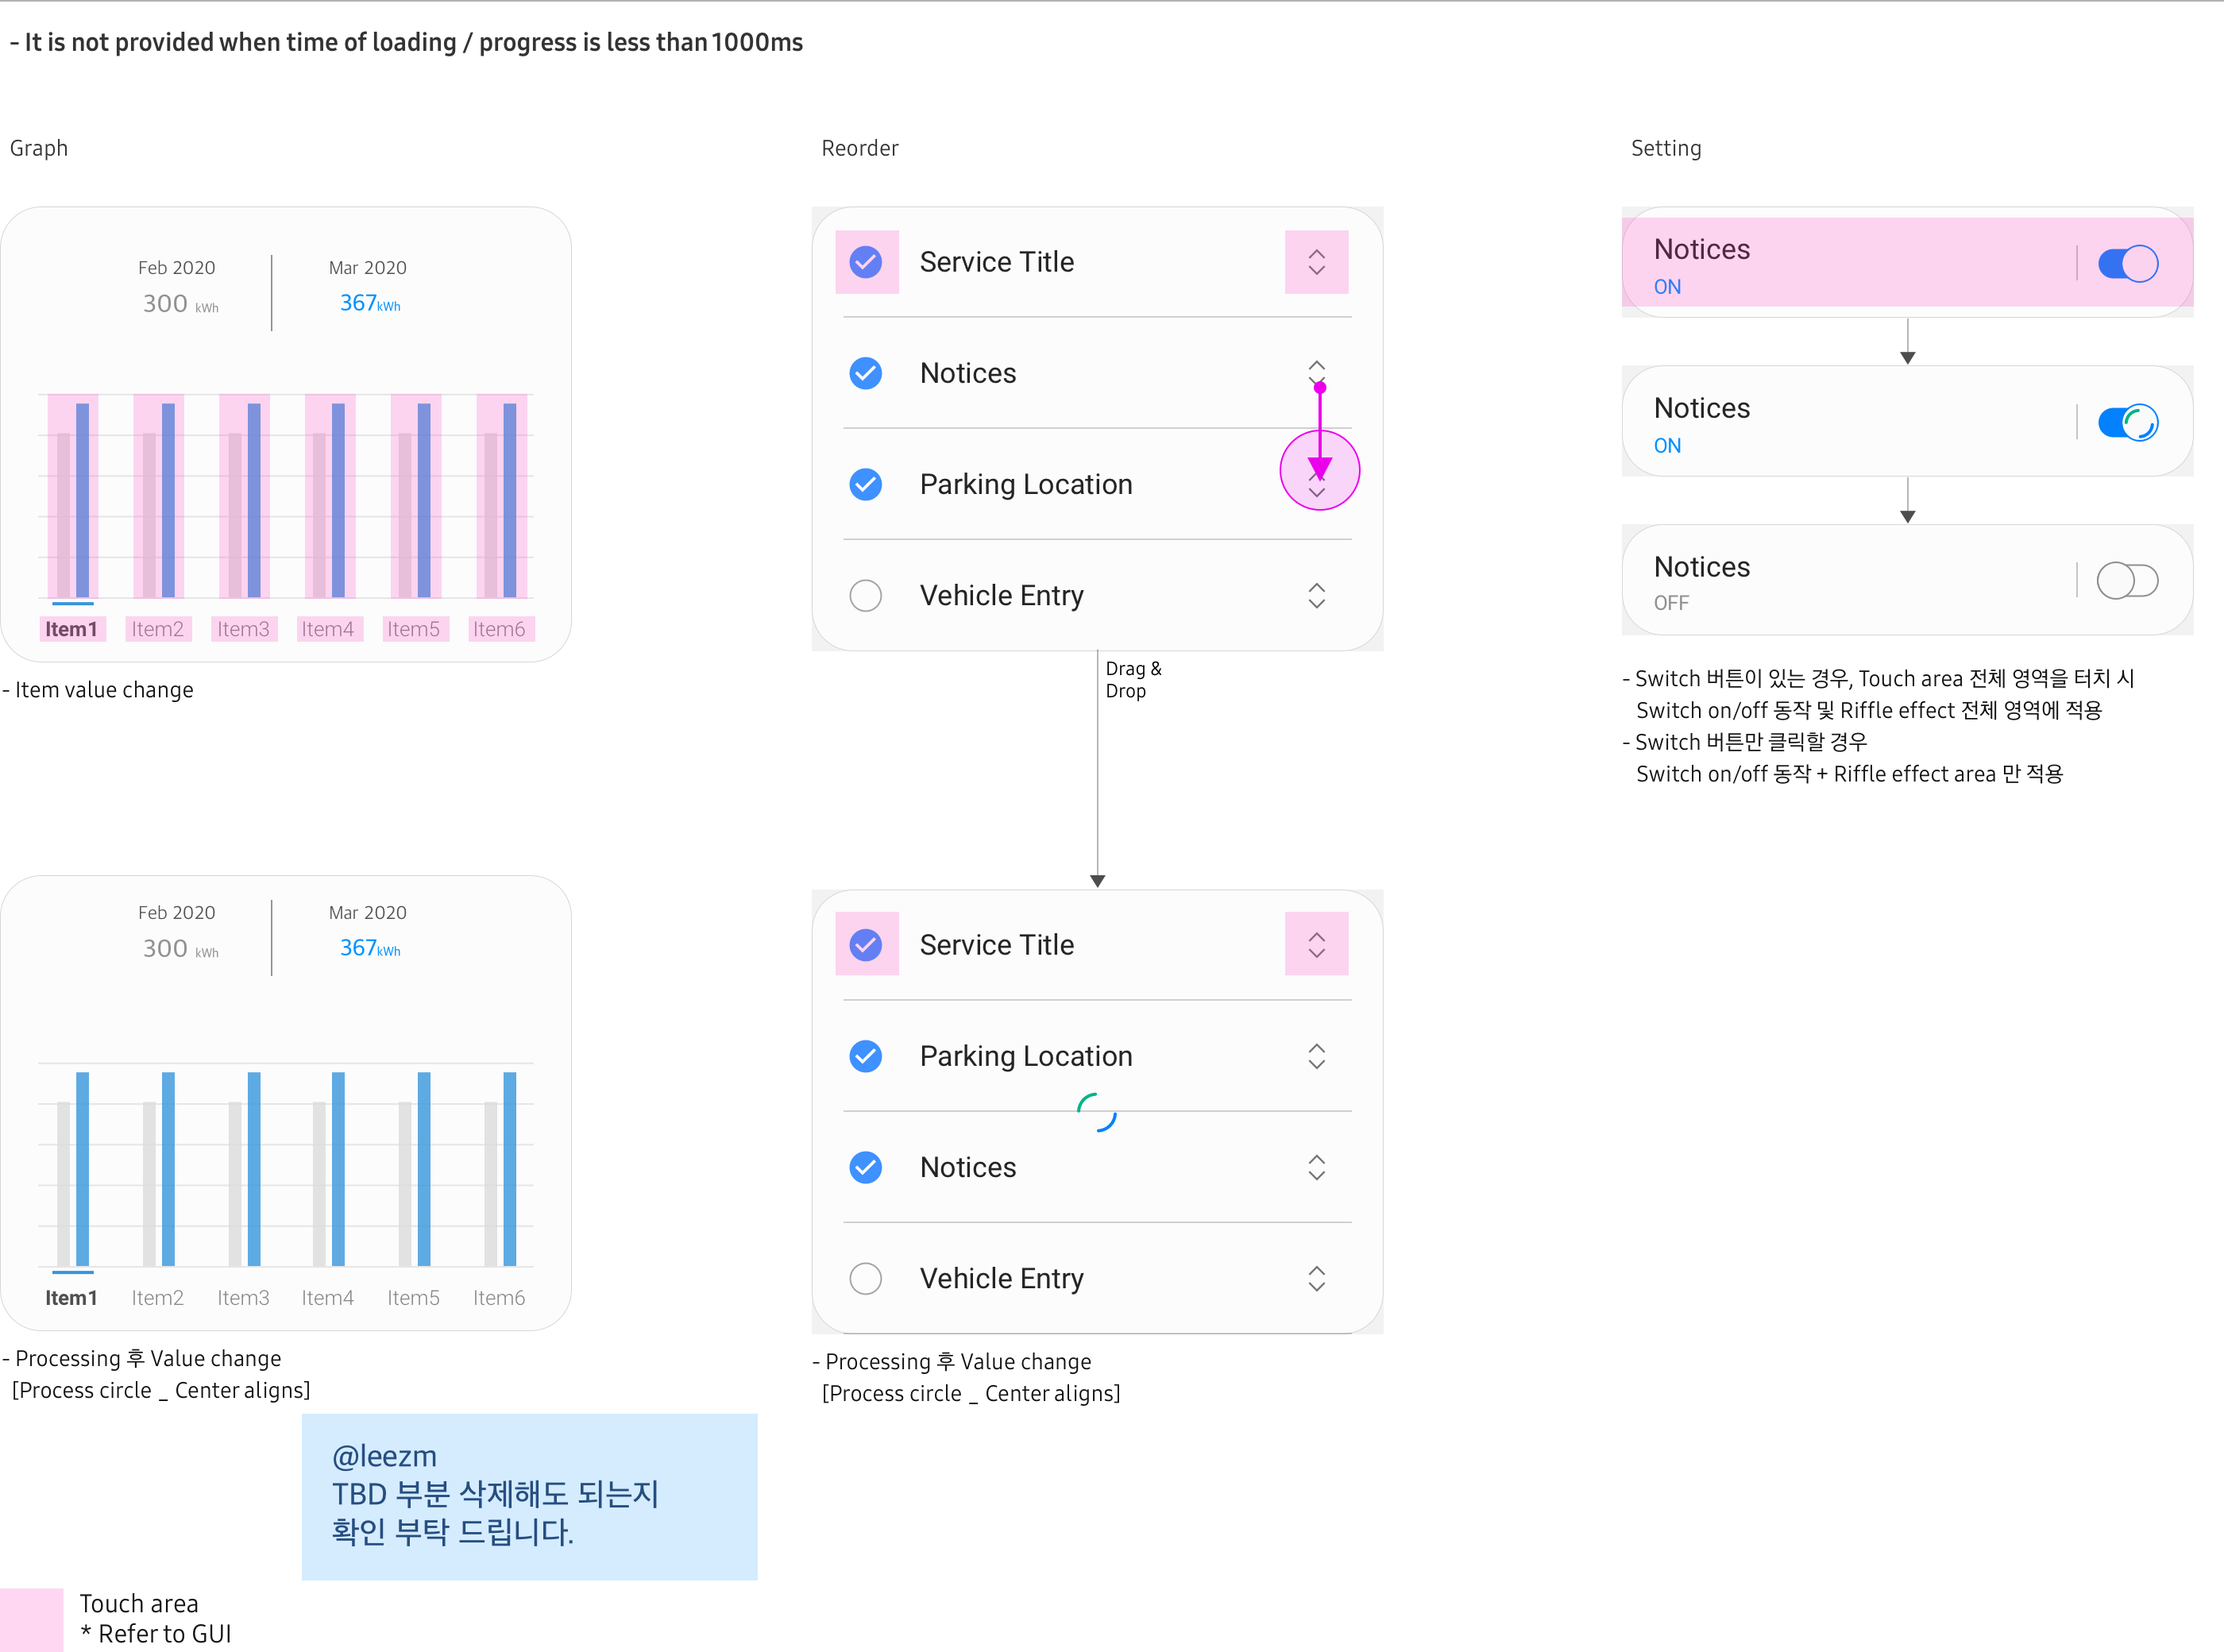 - It is not provided when time of loading / progress is less than 1000ms
Graph
Feb 2020
300 kWh
Mar 2020
367kWh
Item1 Item2 Item3 Item4 Item5 Item6
- Item value change
Feb 2020
300 kWh
Mar 2020
367kWh
Item1 Item2 Item3 Item4 Item5 Item6
- Processing 후 Value change
[Process circle _ Center aligns]
@leezm
TBD 부분 삭제해도 되는지
확인 부탁 드립니다.
Touch area
* Refer to GUI
Reorder
Service Title
Notices
Parking Location
Vehicle Entry
Drag &
Drop
Service Title
Parking Location
Notices
Vehicle Entry
- Processing 후 Value change
[Process circle _ Center aligns]
Setting
Notices
ON
Notices
ON
Notices
OFF
- Switch 버튼이 있는 경우, Touch area 전체 영역을 터치 시
Switch on/off 동작 및 Riffle effect 전체 영역에 적용
- Switch 버튼만 클릭할 경우
Switch on/off 동작 + Riffle effect area 만 적용